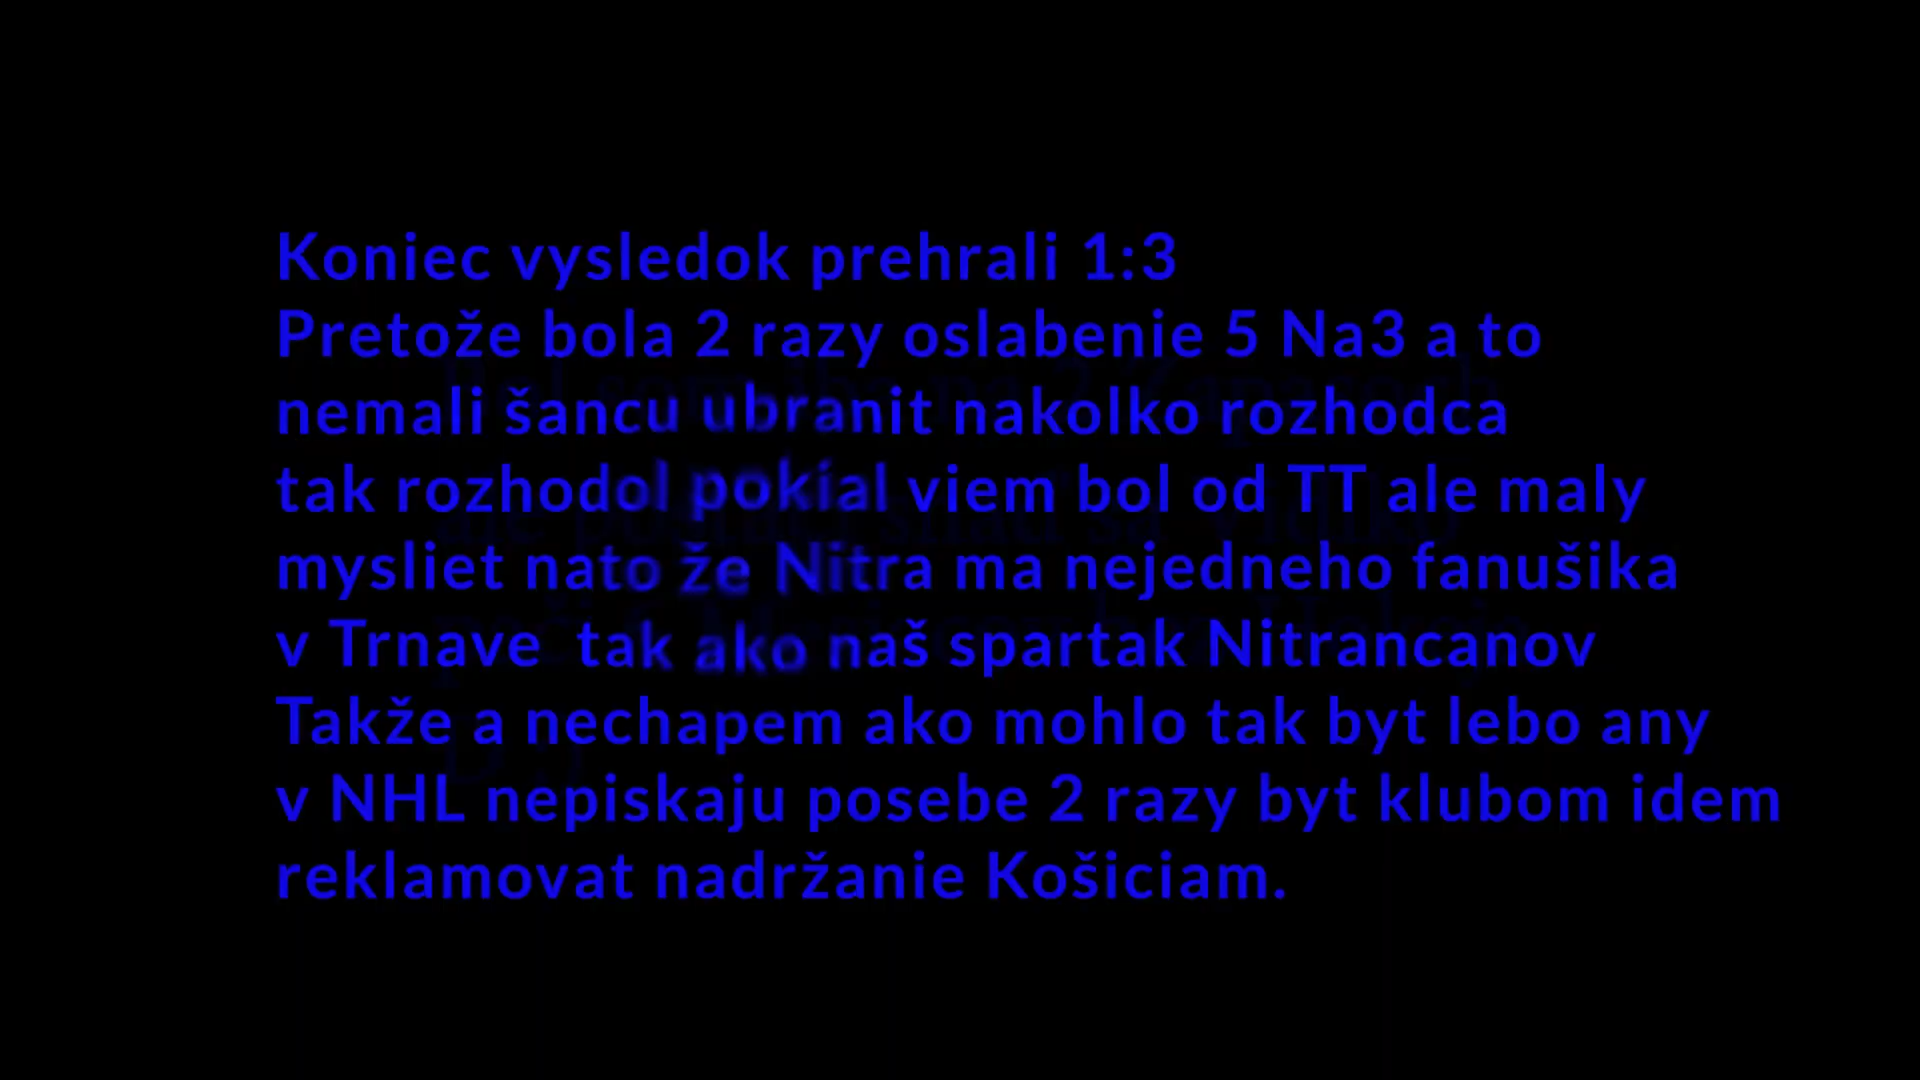 Koniec vysledok prehrali 1:3
Pretože bola 2 razy oslabenie 5 Na3 a to
nemali šancu ubranit nakolko rozhodca
tak rozhodol pokial viem bol od TT ale maly
mysliet nato že Nitra ma nejedneho fanušika
v Trnave  tak ako naš spartak Nitrancanov
Takže a nechapem ako mohlo tak byt lebo any
v NHL nepiskaju posebe 2 razy byt klubom idem
reklamovat nadržanie Košiciam.